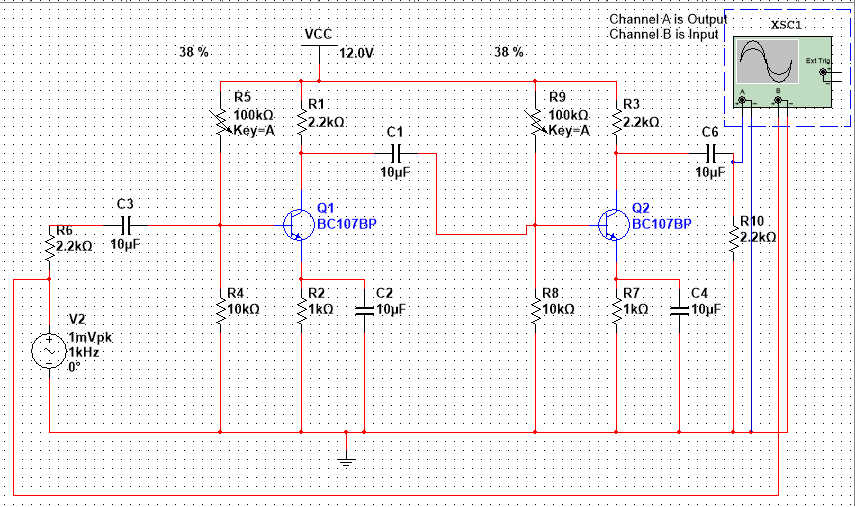 Channel A is Output
Channel B is Input
XSC1
Ext Trig
+
-
A
B
+
-
+
-
VCC
12.0V
38 %
38 %
R5
100kΩ
Key=A
R1
2.2kΩ
R9
100kΩ
Key=A
R3
2.2kΩ
C1
10µF
C6
10µF
C3
10µF
Q1
BC107BP
Q2
BC107BP
R6
2.2kΩ
R10
2.2kΩ
R4
10kΩ
R2
1kΩ
C2
10µF
R8
10kΩ
R7
1kΩ
C4
10µF
V2
1mVpk
1kHz
0°